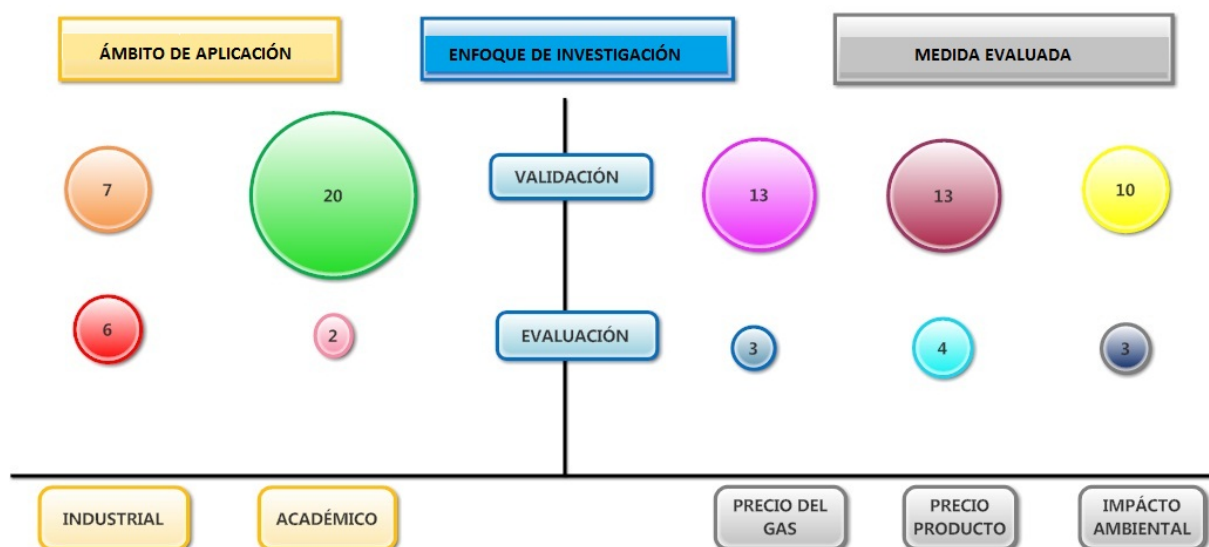 ÁMBITO DE APLICACIÓN
ENFOQUE DE INVESTIGACIÓN
MEDIDA EVALUADA
7
20
VALIDACIÓN
13
13
10
6
2
EVALUACIÓN
3
4
3
INDUSTRIAL
ACADÉMICO
PRECIO DEL
GAS
PRECIO
PRODUCTO
IMPÁCTO
AMBIENTAL